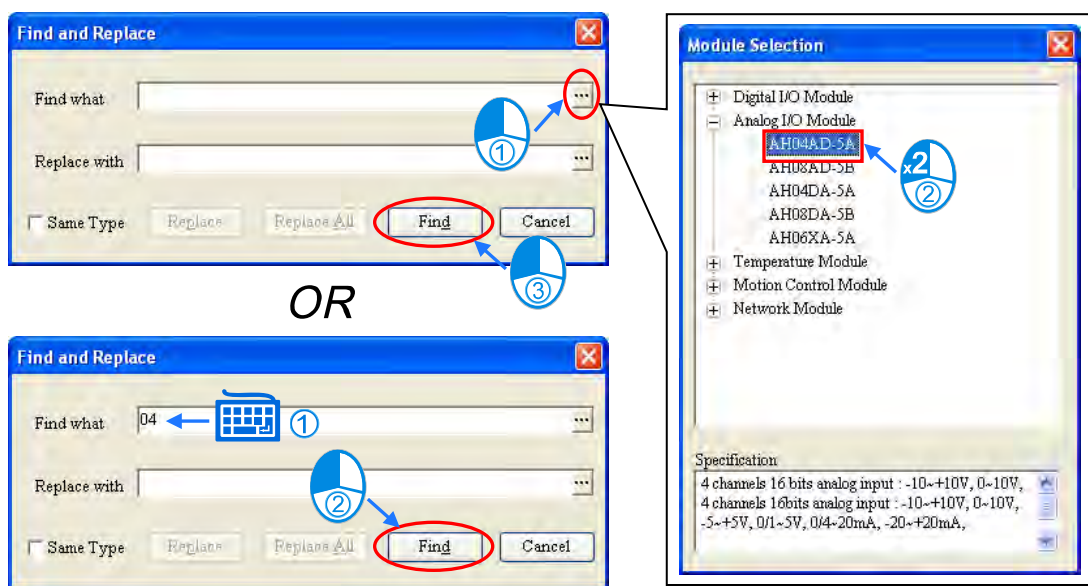 Find and Replace
Find what
...
①
Replace with
...
Same Type Replace Replace All Find Cancel
③
OR
Find and Replace
Find what 04 ① ...
Replace with
...
②
Same Type Replace Replace All Find Cancel
Module Selection
Digital I/O Module
Analog I/O Module
AH04AD-5A
AH08AD-5B
AH04DA-5A
AH08DA-5B
AH06XA-5A
x2
②
Temperature Module
Motion Control Module
Network Module
Specification
4 channels 16 bits analog input : -10~+10V, 0~10V,
4 channels 16bits analog input : -10~+10V, 0~10V,
-5~+5V, 0/1~5V, 0/4~20mA, -20~+20mA,